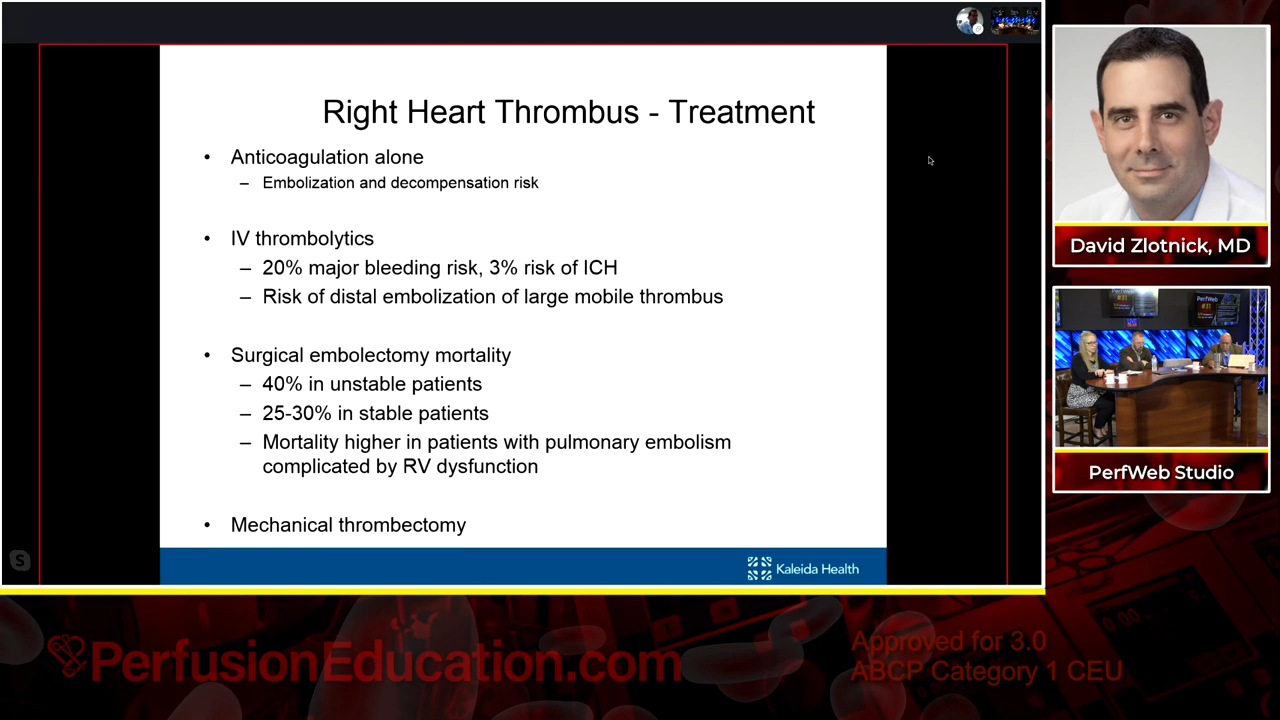 Right Heart Thrombus - Treatment
• Anticoagulation alone
– Embolization and decompensation risk
• IV thrombolytics
– 20% major bleeding risk, 3% risk of ICH
– Risk of distal embolization of large mobile thrombus
• Surgical embolectomy mortality
– 40% in unstable patients
– 25-30% in stable patients
– Mortality higher in patients with pulmonary embolism
complicated by RV dysfunction
• Mechanical thrombectomy
Kaleida Health
S
David Zlotnick, MD
PerfWeb
PerfWeb
#31
PerfWeb Studio
PerfusionEducation.com
Approved for 3.0
ABCP Category 1 CEU